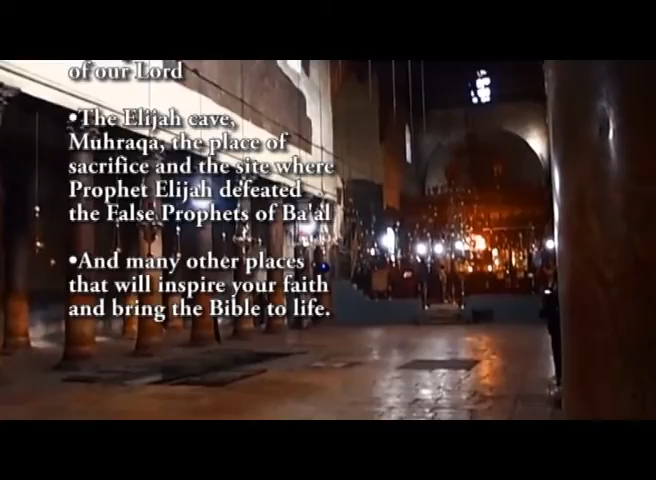 of our Lord
•The Elijah cave,
Muhraqa, the place of
sacrifice and the site where
Prophet Elijah defeated
the False Prophets of Ba'al
•And many other places
that will inspire your faith
and bring the Bible to life.